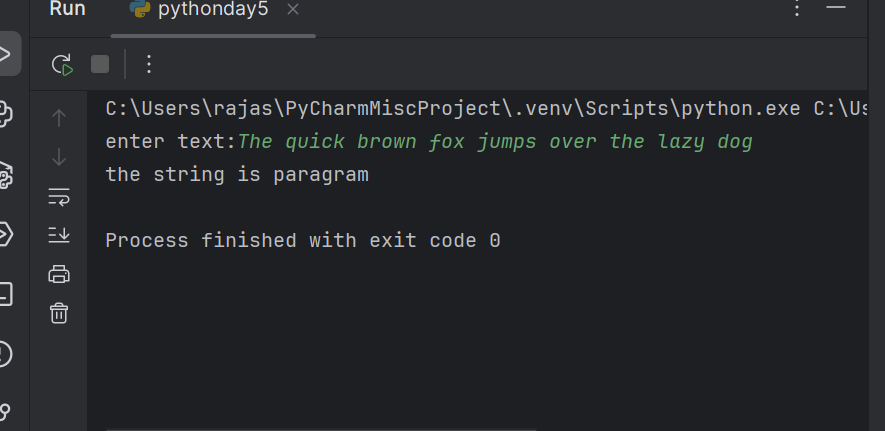 Run pythonday5
C:\Users\rajas\PyCharmMiscProject\.venv\Scripts\python.exe
enter text:The quick brown fox jumps over the lazy dog
the string is paragram
Process finished with exit code 0